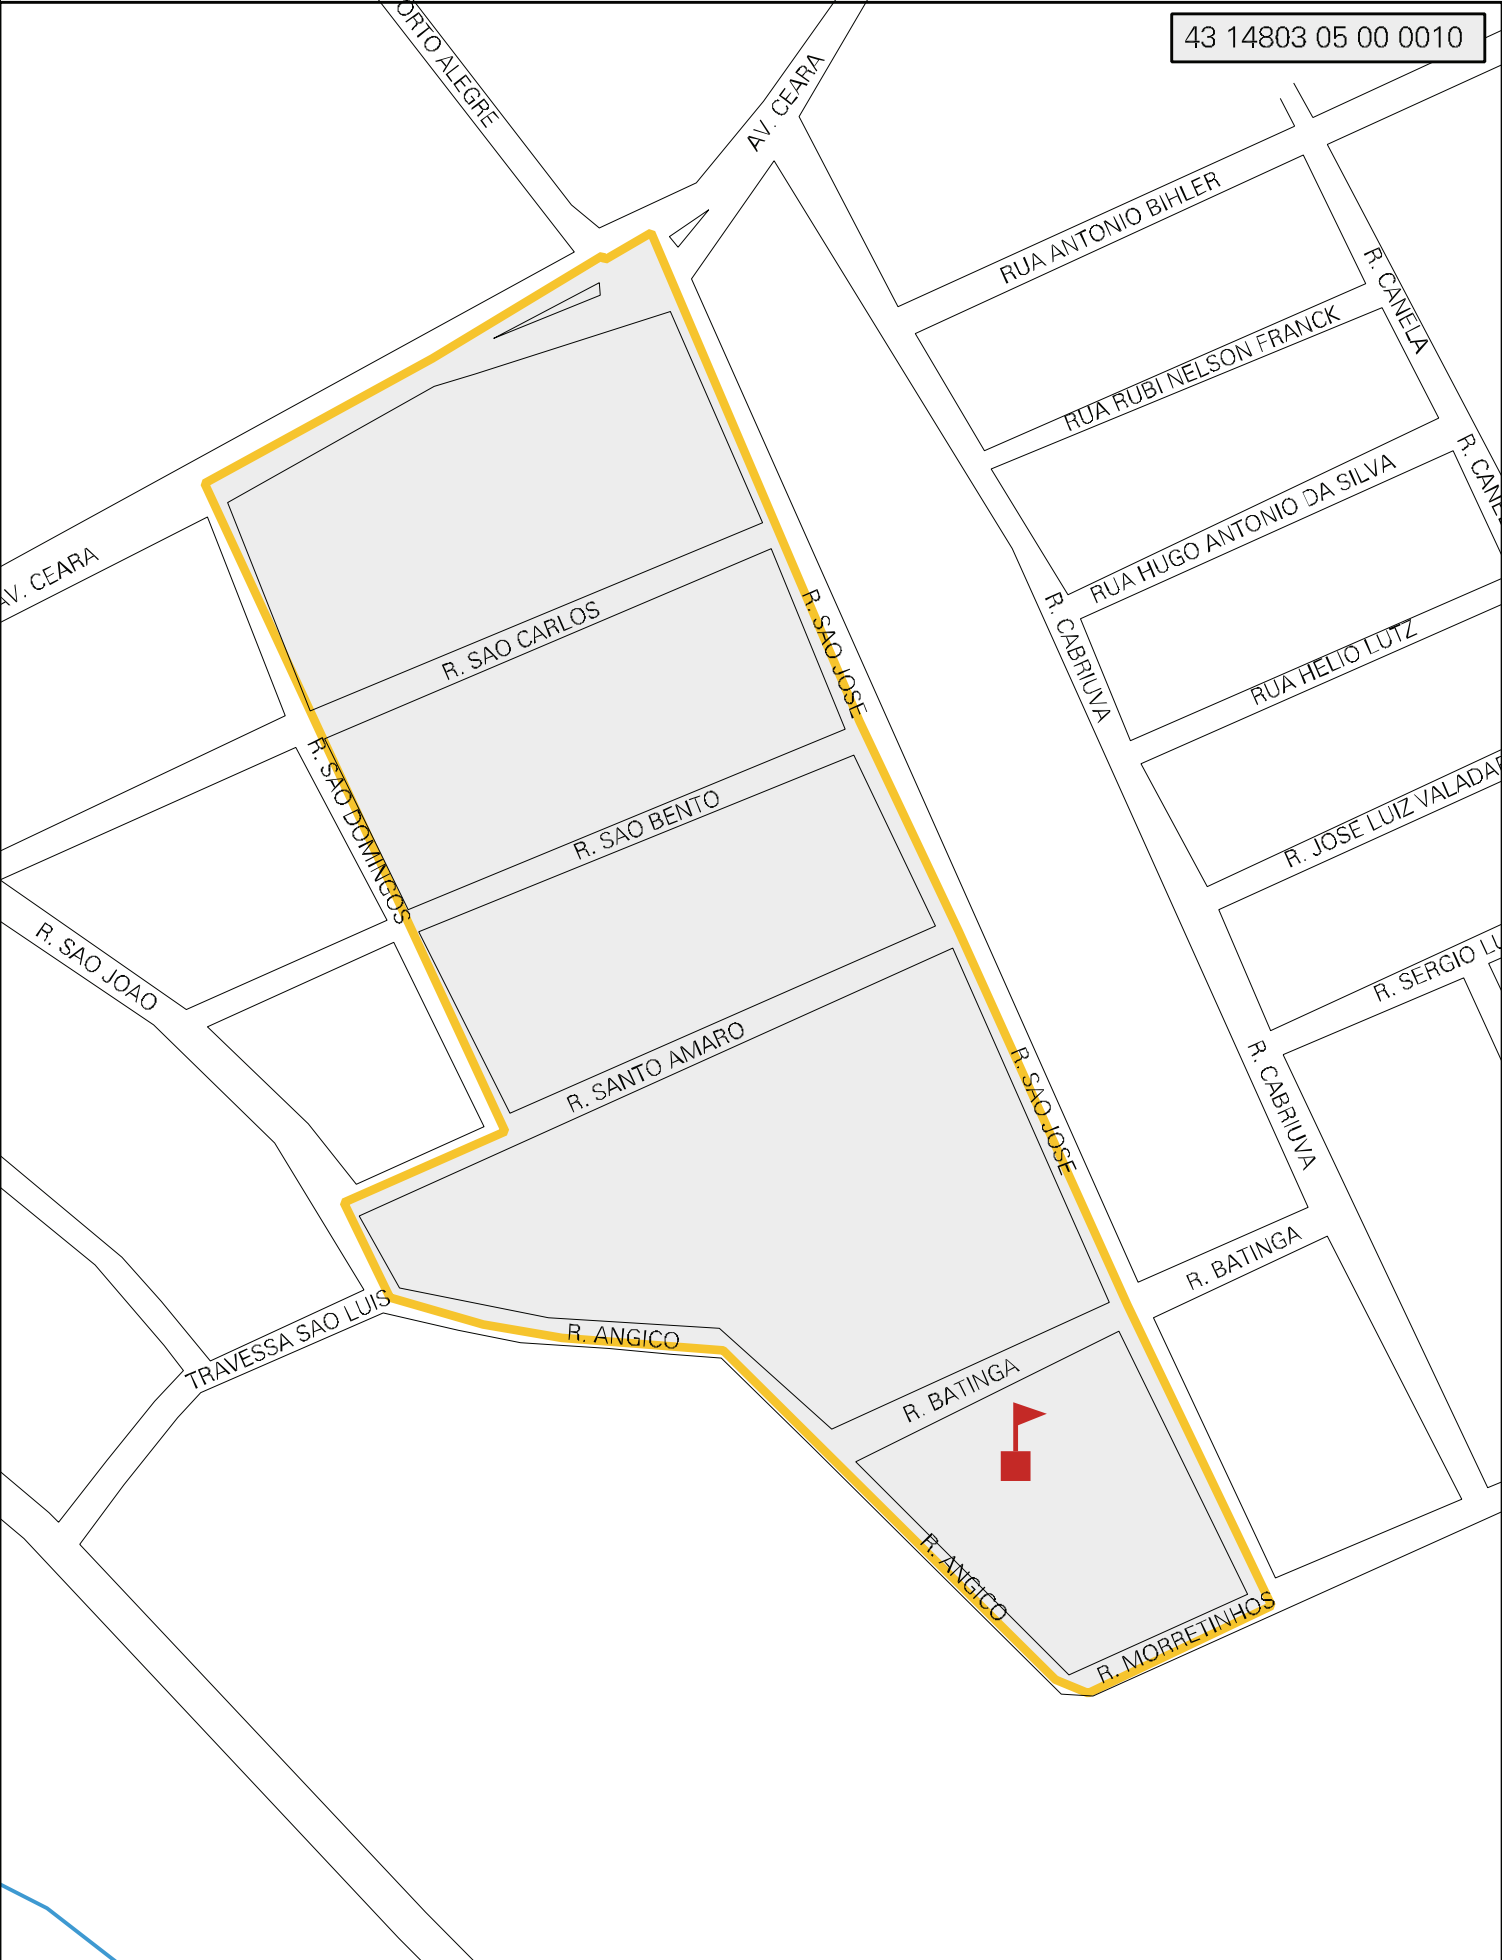 43 14803 05 00 0010
ORTO ALEGRE
AV. CEARA
RUA ANTONIO BIHLER
R. CANELA
RUA RUBI NELSON FRANCK
R. CANE
RUA HUGO ANTONIO DA SILVA
AV. CEARA
R. SAO CARLOS
R. SAO JOSE
R. CABRIUVA
RUA HELIO LUTZ
R. SAO DOMINGOS
R. SAO BENTO
R. JOSE LUIZ VALADAR
R. SAO JOAO
R. SERGIO LU
R. SANTO AMARO
R. SAO JOSE
R. CABRIUVA
R. BATINGA
TRAVESSA SAO LUIS
R. ANGICO
R. BATINGA
R. ANGICO
R. MORRETINHOS